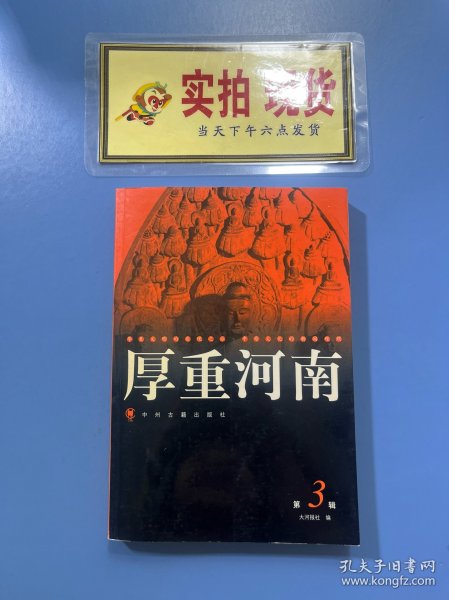 实拍 现货
当天下午六点发货
厚重河南
中州古籍出版社
第3辑
大河报社 编
孔夫子旧书网
www.kongfz.com